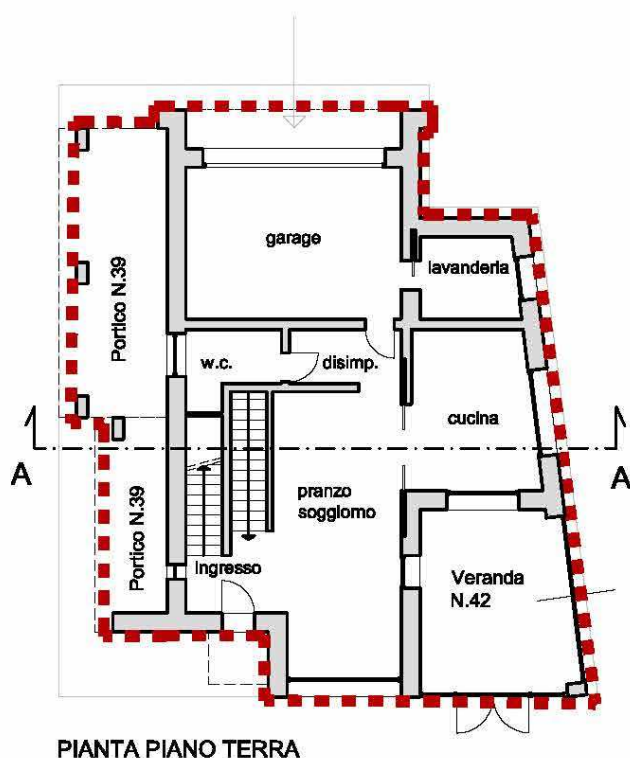 garage
lavanderia
Portico N.39
w.c.
disimp.
cucina
A
A
pranzo
soggiorno
Portico N.39
Ingresso
Veranda
N.42
PIANTA PIANO TERRA